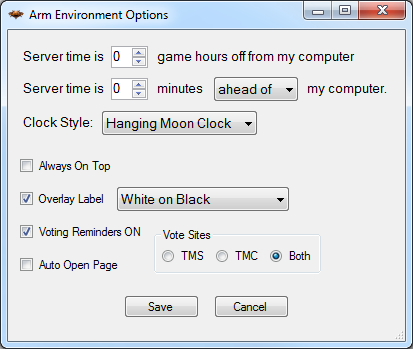 Arm Environment Options
Server time is 0 game hours off from my computer
Server time is 0 minutes ahead of my computer.
Clock Style: Hanging Moon Clock
Always On Top
Overlay Label White on Black
Voting Reminders ON
Vote Sites
TMS TMC Both
Auto Open Page
Save Cancel